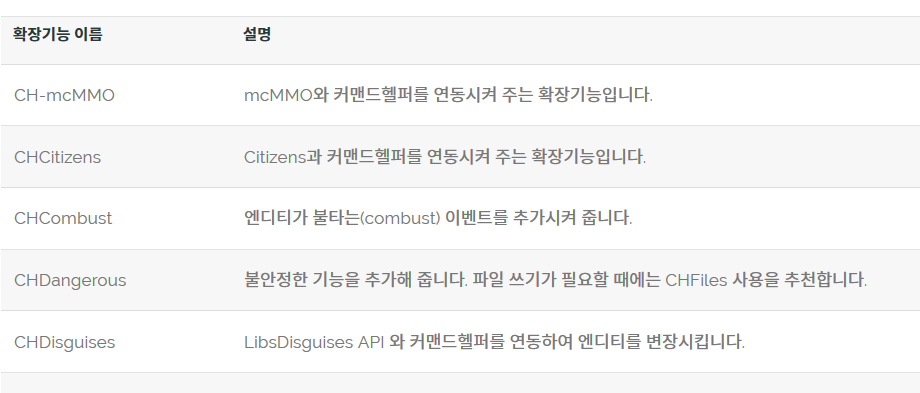 확장기능 이름 설명
CH-mcMMO mcMMO와 커맨드헬퍼를 연동시켜 주는 확장기능입니다.
CHCitizens Citizens과 커맨드헬퍼를 연동시켜 주는 확장기능입니다.
CHCombust 엔디티가 불타는(combust) 이벤트를 추가시켜 줍니다.
CHDangerous 불안정한 기능을 추가해 줍니다. 파일 쓰기가 필요할 때에는 CHFiles 사용을 추천합니다.
CHDisguises LibsDisguises API 와 커맨드헬퍼를 연동하여 엔디티를 변장시킵니다.